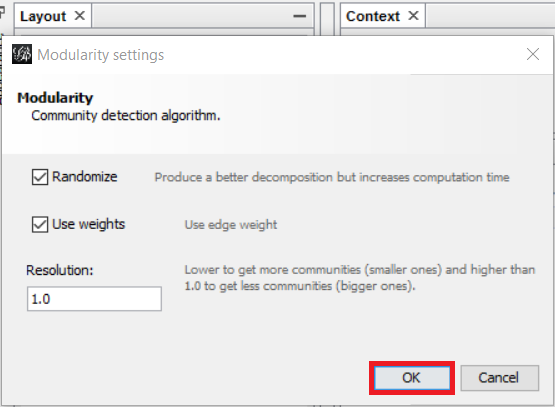 Layout
Context
Modularity settings
Modularity
Community detection algorithm.
Randomize
Produce a better decomposition but increases computation time
Use weights
Use edge weight
Resolution:
Lower to get more communities (smaller ones) and higher than
1.0 to get less communities (bigger ones).
1.0
OK
Cancel